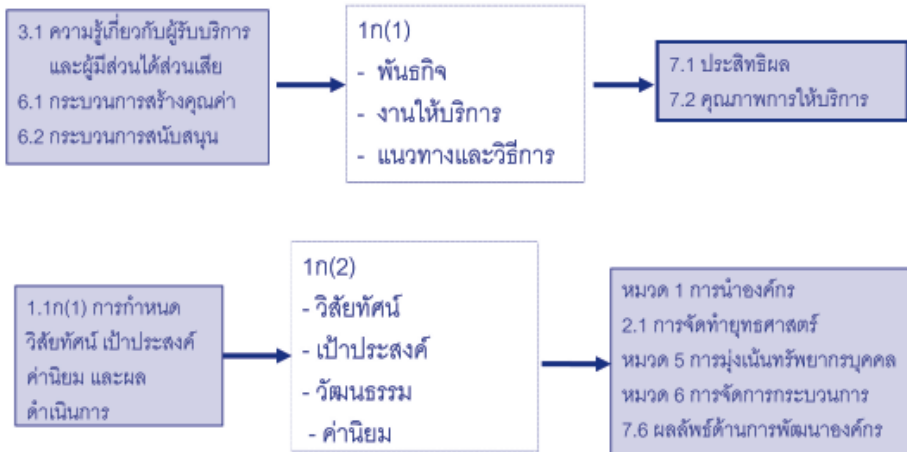 3.1 ความรู้เกี่ยวกับผู้รับบริการ
และผู้มีส่วนได้ส่วนเสีย
6.1 กระบวนการสร้างคุณค่า
6.2 กระบวนการสนับสนุน
1ก(1)
- พันธกิจ
- งานให้บริการ
- แนวทางและวิธีการ
7.1 ประสิทธิผล
7.2 คุณภาพการให้บริการ
1.1ก(1) การกำหนด
วิสัยทัศน์ เป้าประสงค์
ค่านิยม และผล
ดำเนินการ
1ก(2)
- วิสัยทัศน์
- เป้าประสงค์
- วัฒนธรรม
- ค่านิยม
หมวด 1 การนำองค์กร
2.1 การจัดทำยุทธศาสตร์
หมวด 5 การมุ่งเน้นทรัพยากรบุคคล
หมวด 6 การจัดการกระบวนการ
7.6 ผลลัพธ์ด้านการพัฒนาองค์กร